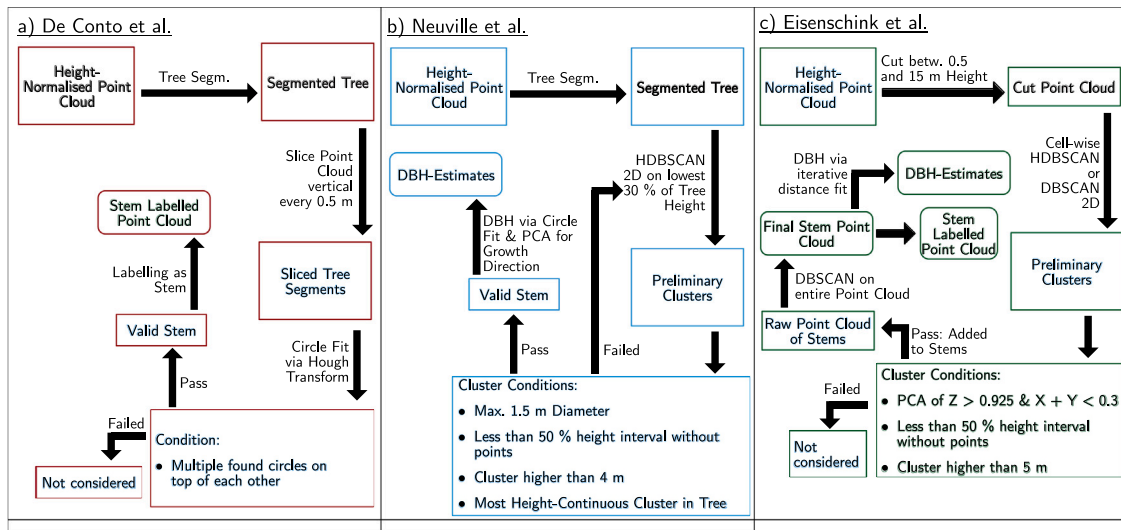 a) De Conto et al.
Height-
Normalised Point
Cloud
Tree Segm.
Segmented Tree
Slice Point
Cloud
vertical
every 0.5 m
Stem Labelled
Point Cloud
Labelling as
Stem
Sliced Tree
Segments
Valid Stem
Circle Fit
via Hough
Transform
Pass
Failed
Condition:
• Multiple found circles on
top of each other
Not considered
b) Neuville et al.
Height-
Normalised Point
Cloud
Tree Segm.
Segmented Tree
HDBSCAN
2D on lowest
30 % of Tree
Height
DBH-Estimates
DBH via Circle
Fit & PCA for
Growth
Direction
Preliminary
Clusters
Valid Stem
Pass
Failed
Cluster Conditions:
• Max. 1.5 m Diameter
• Less than 50 % height interval without
points
• Cluster higher than 4 m
• Most Height-Continuous Cluster in Tree
c) Eisenschink et al.
Height-
Normalised Point
Cloud
Cut betw. 0.5
and 15 m Height
Cut Point Cloud
Cell-wise
HDBSCAN
or
DBSCAN
2D
DBH via
iterative
distance fit
DBH-Estimates
Final Stem Point
Cloud
Stem
Labelled
Point Cloud
DBSCAN on
entire Point Cloud
Preliminary
Clusters
Raw Point Cloud
of Stems
Pass: Added
to Stems
Failed
Cluster Conditions:
• PCA of Z > 0.925 & X + Y < 0.3
• Less than 50 % height interval
without points
• Cluster higher than 5 m
Not
considered